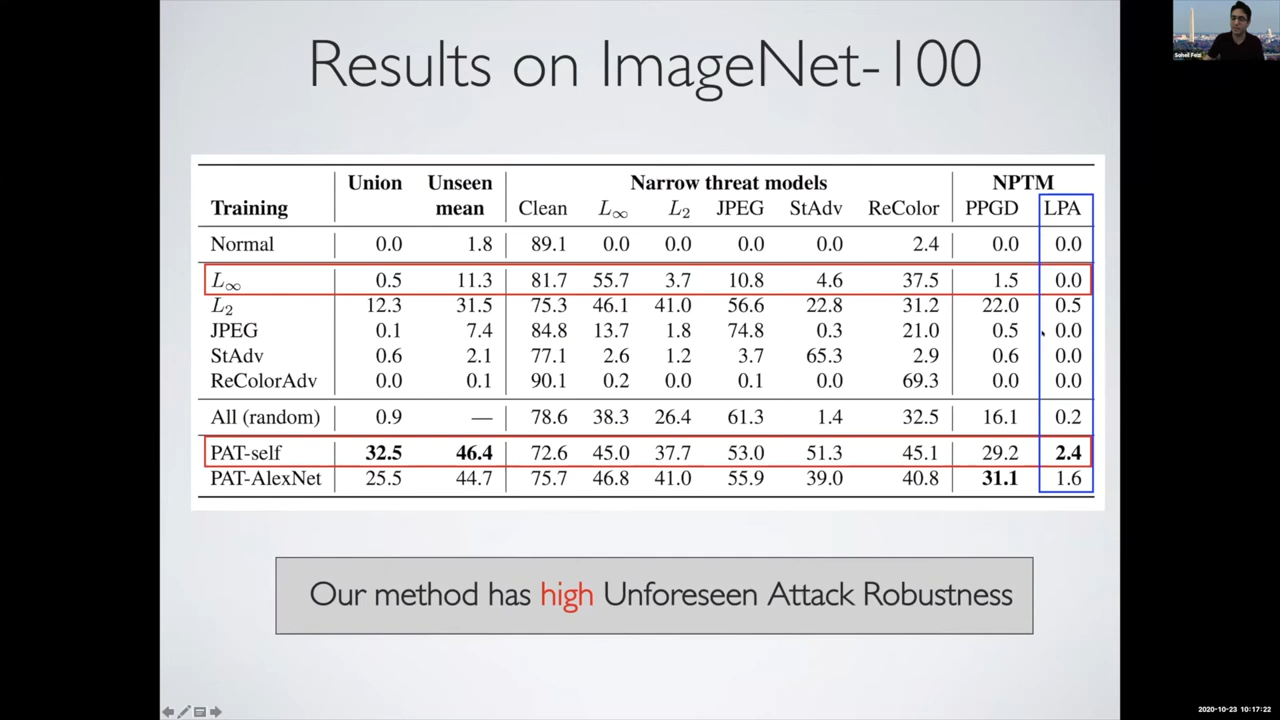 Results on ImageNet-100
Soheil Feizi
Union Unseen Narrow threat models NPTM
Training mean Clean L∞ L2 JPEG StAdv ReColor PPGD LPA
Normal 0.0 1.8 89.1 0.0 0.0 0.0 0.0 2.4 0.0 0.0
L∞ 0.5 11.3 81.7 55.7 3.7 10.8 4.6 37.5 1.5 0.0
L2 12.3 31.5 75.3 46.1 41.0 56.6 22.8 31.2 22.0 0.5
JPEG 0.1 7.4 84.8 13.7 1.8 74.8 0.3 21.0 0.5 0.0
StAdv 0.6 2.1 77.1 2.6 1.2 3.7 65.3 2.9 0.6 0.0
ReColorAdv 0.0 0.1 90.1 0.2 0.0 0.1 0.0 69.3 0.0 0.0
All (random) 0.9 — 78.6 38.3 26.4 61.3 1.4 32.5 16.1 0.2
PAT-self 32.5 46.4 72.6 45.0 37.7 53.0 51.3 45.1 29.2 2.4
PAT-AlexNet 25.5 44.7 75.7 46.8 41.0 55.9 39.0 40.8 31.1 1.6
Our method has high Unforeseen Attack Robustness
2020-10-23 10:17:22